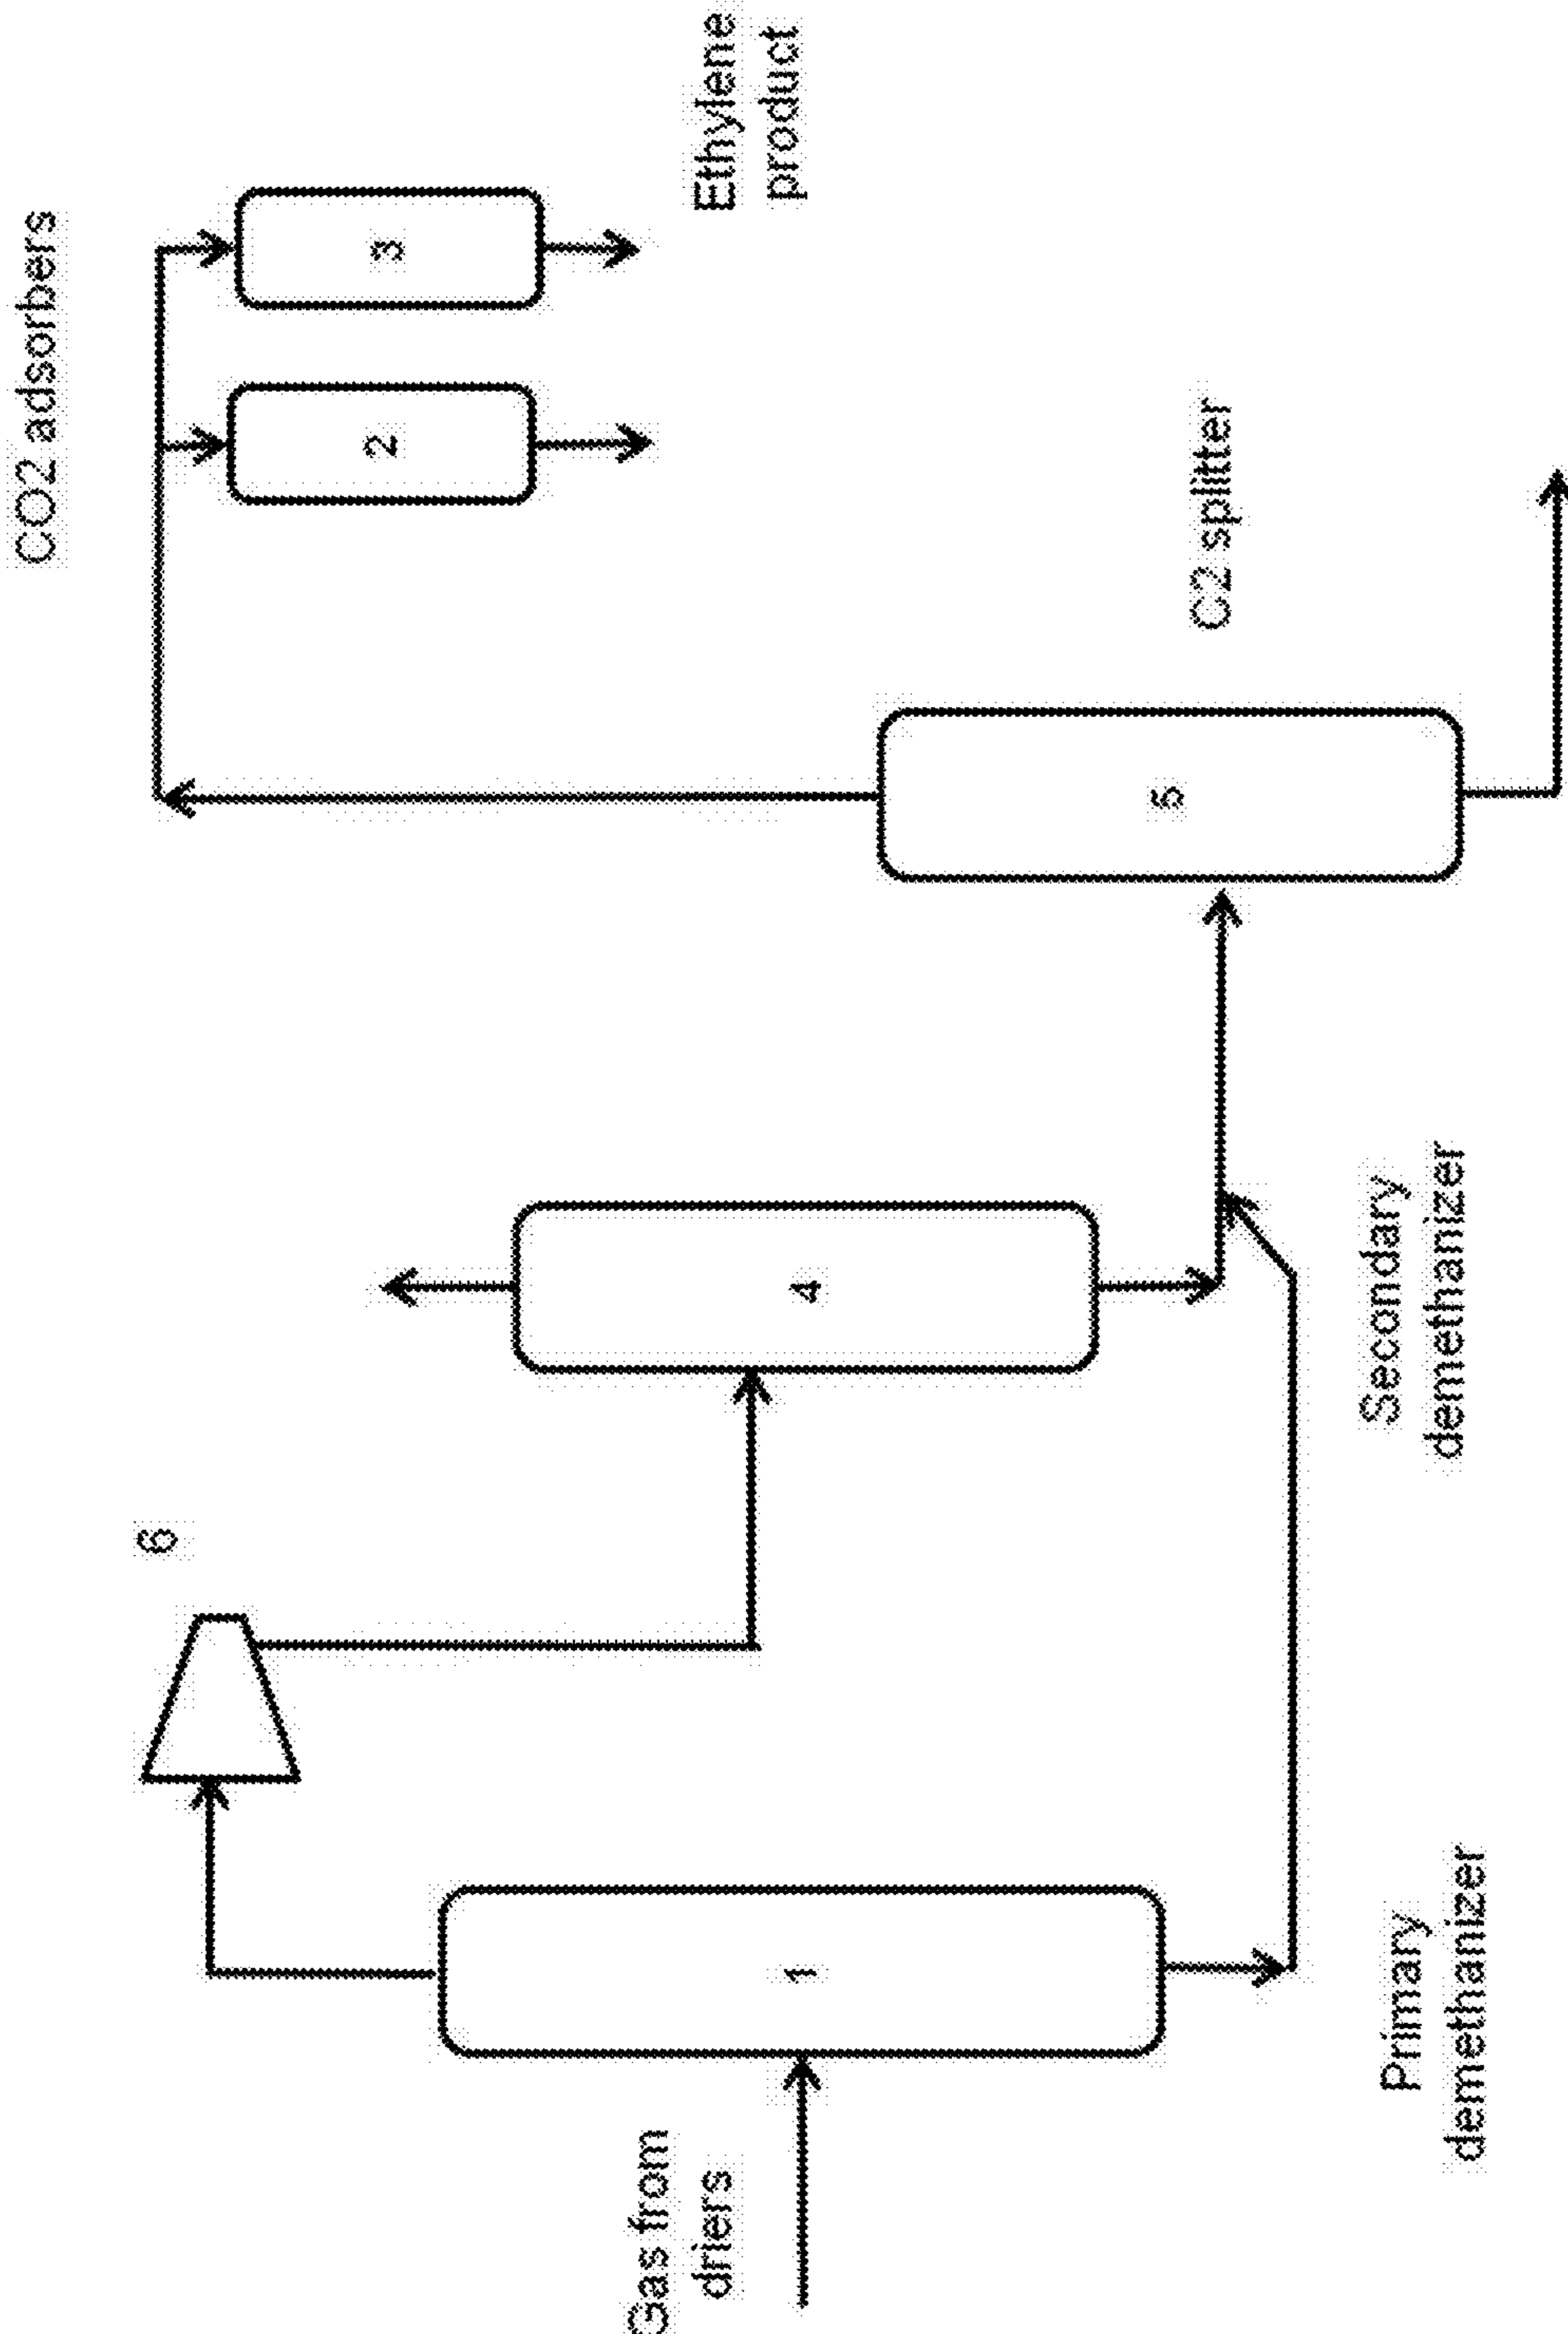 CO2 adsorbers
6
3
2
Ethylene
product
Gas from
driers
1
4
5
C2 splitter
Primary
demethanizer
Secondary
demethanizer